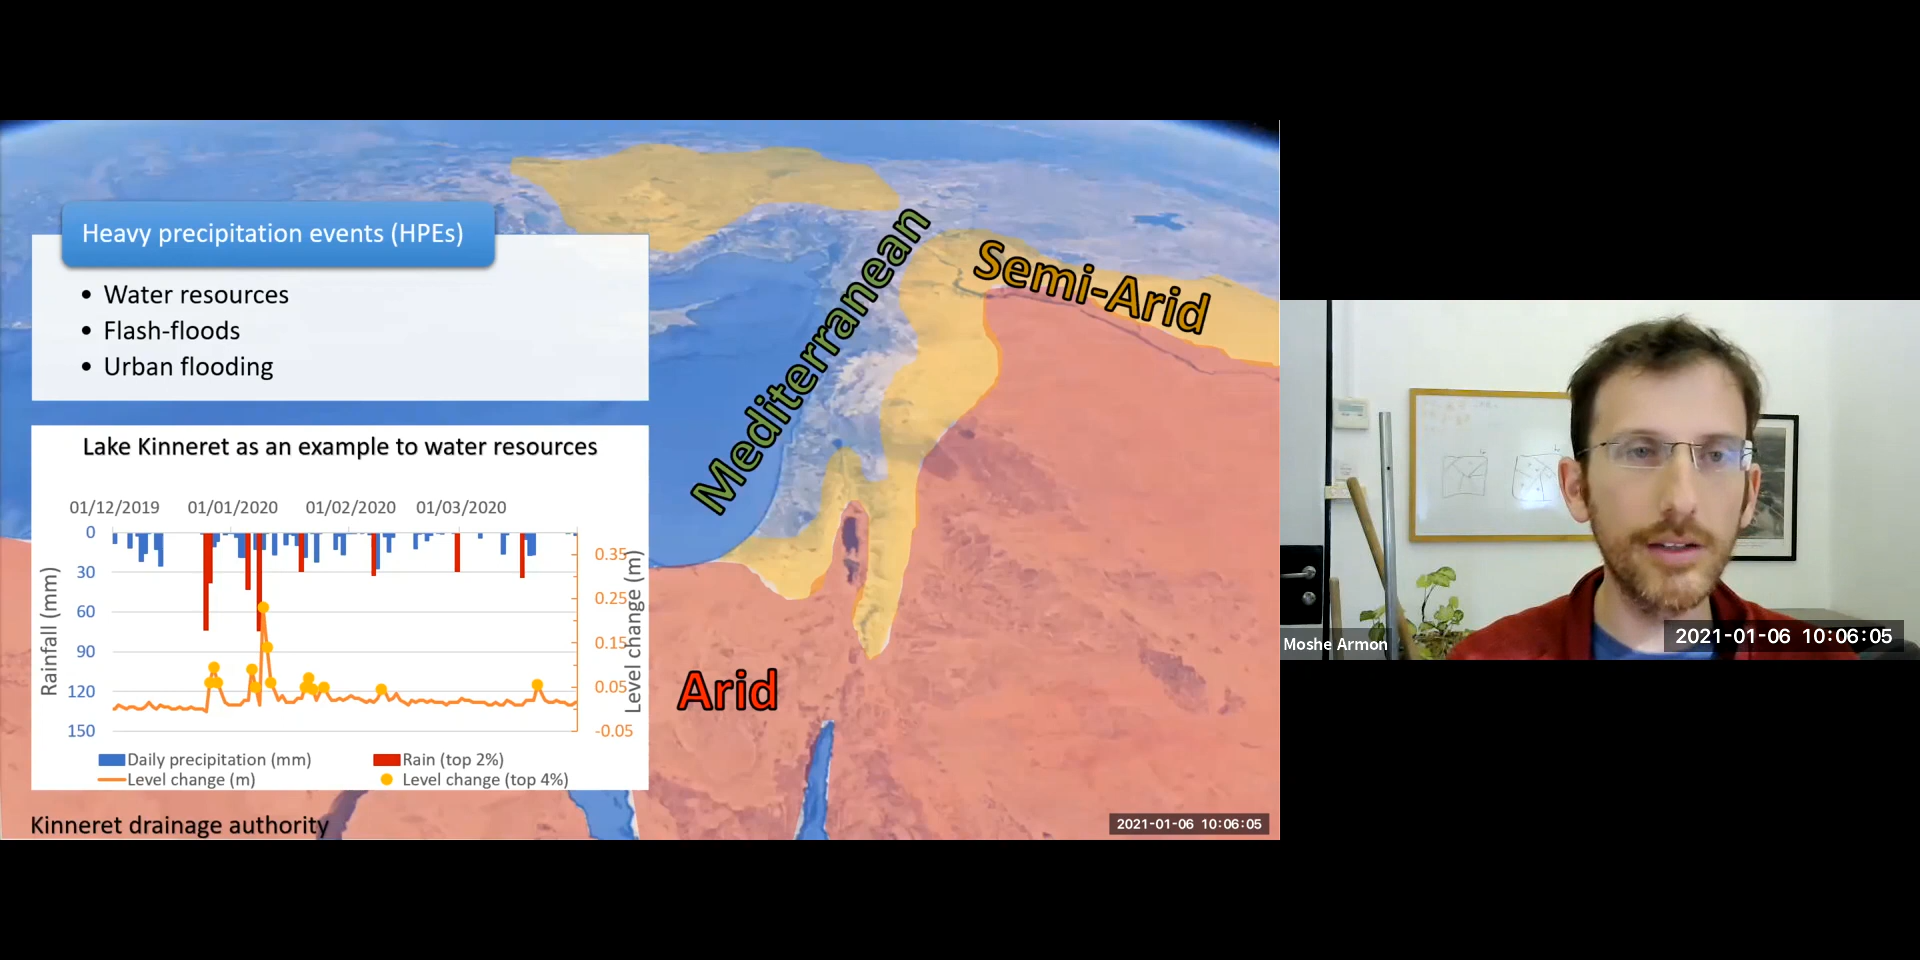 Heavy precipitation events (HPEs)
• Water resources
• Flash-floods
• Urban flooding
Lake Kinneret as an example to water resources
01/12/2019 01/01/2020 01/02/2020 01/03/2020
0
30
60
90
120
150
Rainfall (mm)
0.35
0.25
0.15
0.05
-0.05
Level change (m)
Daily precipitation (mm) Rain (top 2%)
Level change (m) Level change (top 4%)
Kinneret drainage authority
Mediterranean
Semi-Arid
Arid
2021-01-06 10:06:05
Moshe Armon
2021-01-06 10:06:05